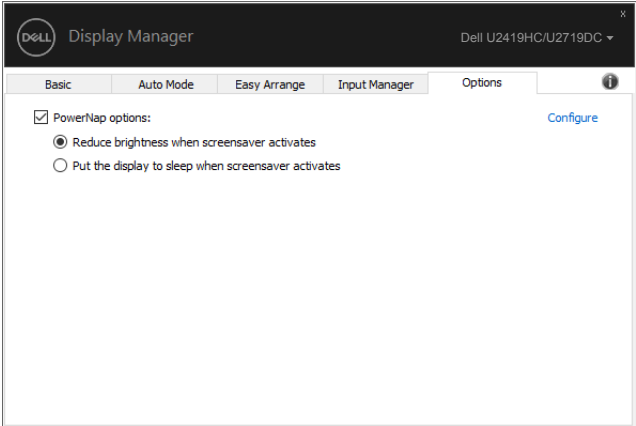 x
DELL Display Manager Dell U2419HC/U2719DC
Basic Auto Mode Easy Arrange Input Manager Options i
PowerNap options: Configure
Reduce brightness when screensaver activates
Put the display to sleep when screensaver activates